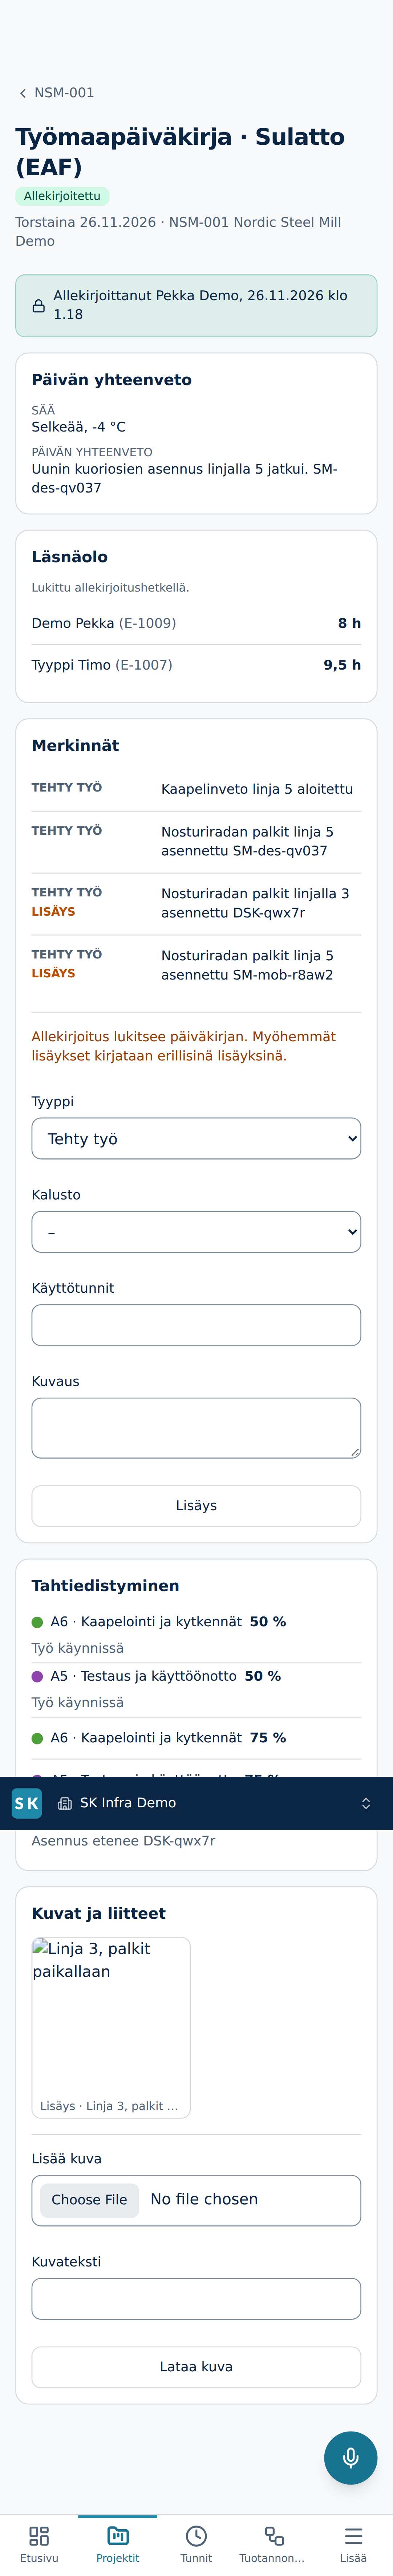 NSM-001
Työmaapäiväkirja · Sulatto
(EAF)
Allekirjoitettu
Torstaina 26.11.2026 · NSM-001 Nordic Steel Mill
Demo
Allekirjoittanut Pekka Demo, 26.11.2026 klo
1.18
Päivän yhteenveto
SÄÄ
Selkeää, -4 °C
PÄIVÄN YHTEENVETO
Uunin kuoriosien asennus linjalla 5 jatkui. SM-
des-qv037
Läsnäolo
Lukittu allekirjoitushetkellä.
Demo Pekka (E-1009) 8 h
Tyyppi Timo (E-1007) 9,5 h
Merkinnät
TEHTY TYÖ Kaapelinveto linja 5 aloitettu
TEHTY TYÖ Nosturiradan palkit linja 5
asennettu SM-des-qv037
TEHTY TYÖ Nosturiradan palkit linjalla 3
LISÄYS asennettu DSK-qwx7r
TEHTY TYÖ Nosturiradan palkit linja 5
LISÄYS asennettu SM-mob-r8aw2
Allekirjoitus lukitsee päiväkirjan. Myöhemmät
lisäykset kirjataan erillisinä lisäyksinä.
Tyyppi
Tehty työ
Kalusto
–
Käyttötunnit
Kuvaus
Lisäys
Tahtiedistyminen
A6 · Kaapelointi ja kytkennät 50 %
Työ käynnissä
A5 · Testaus ja käyttöönotto 50 %
Työ käynnissä
A6 · Kaapelointi ja kytkennät 75 %
SK SK Infra Demo
Asennus etenee DSK-qwx7r
Kuvat ja liitteet
Linja 3, palkit
paikallaan
Lisäys · Linja 3, palkit ...
Lisää kuva
Choose File No file chosen
Kuvateksti
Lataa kuva
Etusivu Projektit Tunnit Tuotannon... Lisää